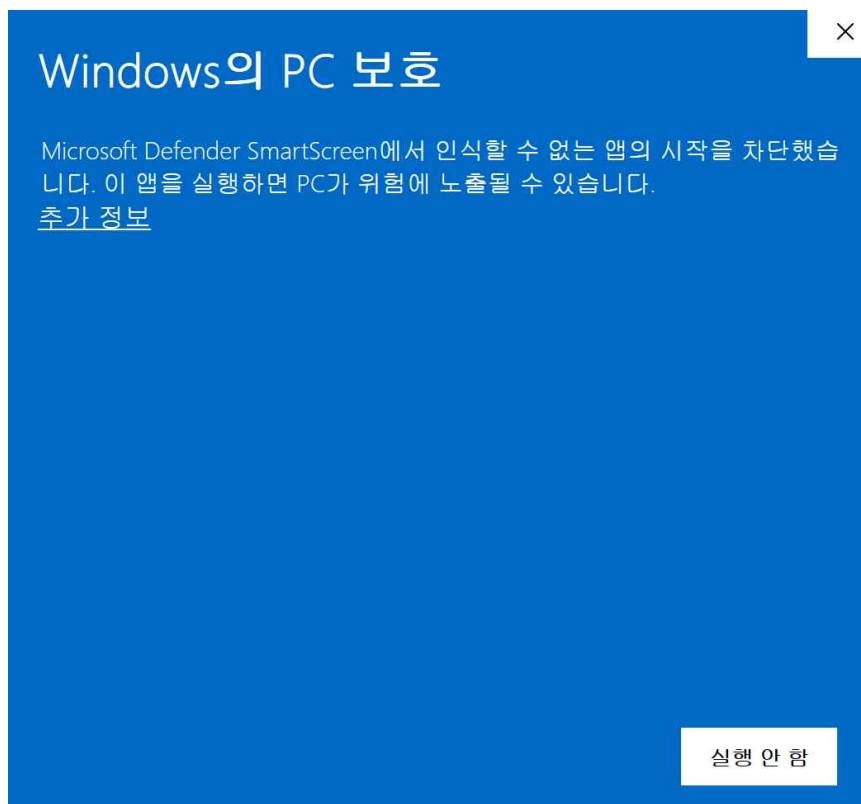 Windows의 PC 보호
Microsoft Defender SmartScreen에서 인식할 수 없는 앱의 시작을 차단했습
니다. 이 앱을 실행하면 PC가 위험에 노출될 수 있습니다.
추가 정보
실행 안 함